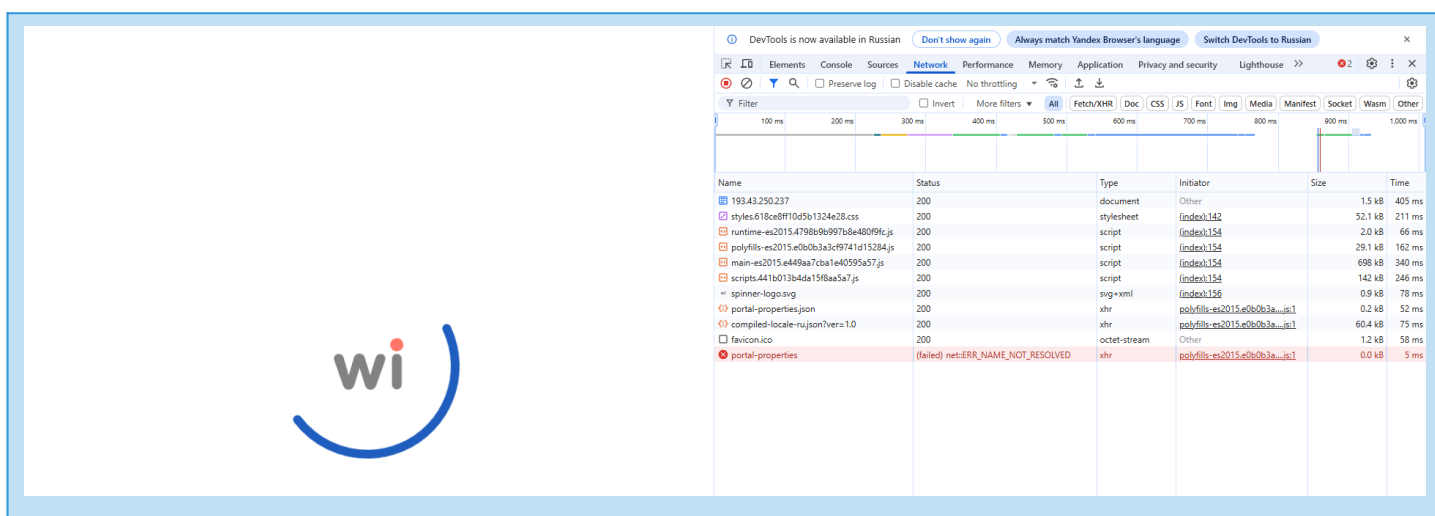 DevTools is now available in Russian Don't show again Always match Yandex Browser's language Switch DevTools to Russian
Elements Console Sources Network Performance Memory Application Privacy and security Lighthouse 2
Preserve log Disable cache No throttling
Filter Invert More filters All Fetch/XHR Doc CSS JS Font Img Media Manifest Socket Wasm Other
100 ms 200 ms 300 ms 400 ms 500 ms 600 ms 700 ms 800 ms 900 ms 1,000 ms
Name Status Type Initiator Size Time
193.43.250.237 200 document Other 1.5 kB 405 ms
styles.618ce8ff10d5b1324e28.css 200 stylesheet (index):142 52.1 kB 211 ms
runtime-es2015.4798b9b997b8e480f9fc.js 200 script (index):154 2.0 kB 66 ms
polyfills-es2015.e0b0b3a3cf9741d15284.js 200 script (index):154 29.1 kB 162 ms
main-es2015.e449aa7cba1e40595a57.js 200 script (index):154 698 kB 340 ms
scripts.441b013b4da15f8aa5a7.js 200 script (index):154 142 kB 246 ms
spinner-logo.svg 200 svg+xml (index):156 0.9 kB 78 ms
portal-properties.json 200 xhr polyfills-es2015.e0b0b3a….js:1 0.2 kB 52 ms
compiled-locale-ru.json?ver=1.0 200 xhr polyfills-es2015.e0b0b3a….js:1 60.4 kB 75 ms
favicon.ico 200 octet-stream Other 1.2 kB 58 ms
portal-properties (failed) net::ERR_NAME_NOT_RESOLVED xhr polyfills-es2015.e0b0b3a….js:1 0.0 kB 5 ms
wi